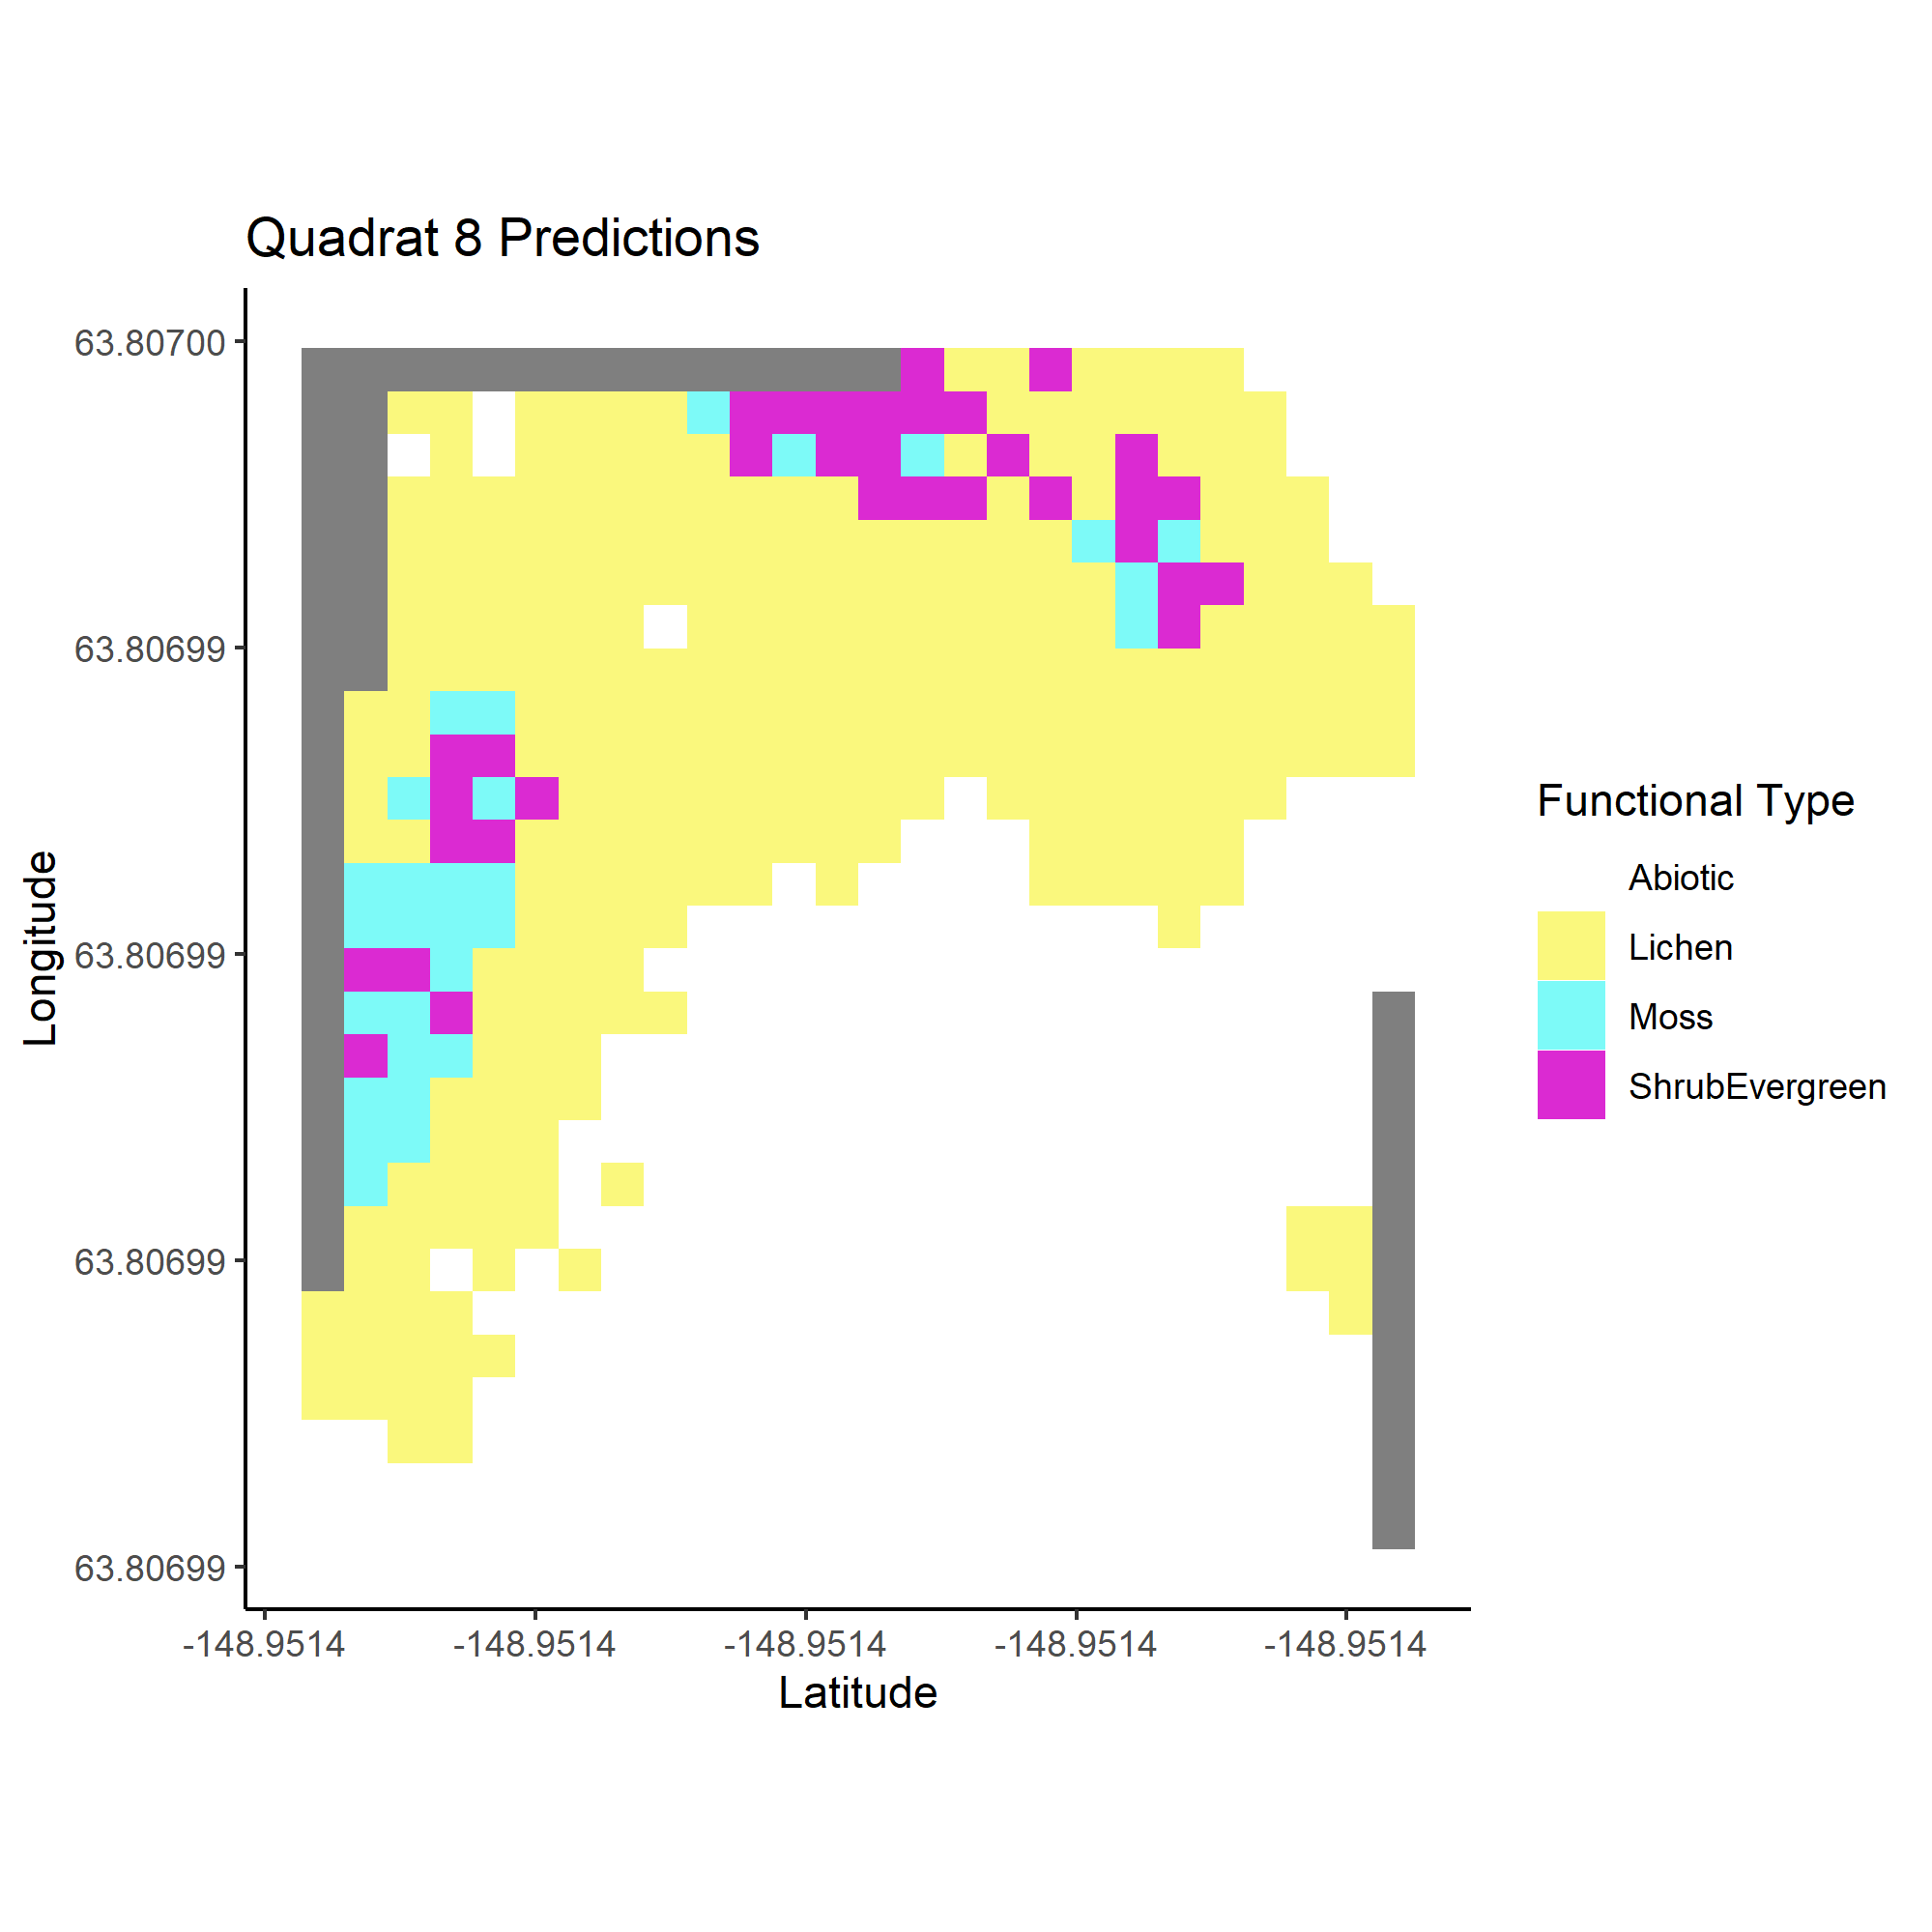 Quadrat 8 Predictions
63.80700
63.80699
63.80699
63.80699
63.80699
Longitude
-148.9514 -148.9514 -148.9514 -148.9514 -148.9514
Latitude
Functional Type
Abiotic
Lichen
Moss
ShrubEvergreen